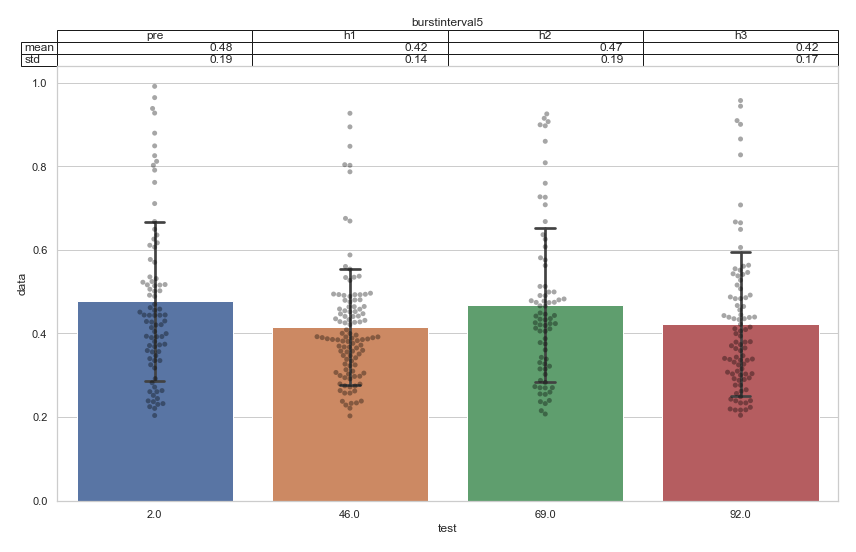 burstinterval5
pre h1 h2 h3
mean 0.48 0.42 0.47 0.42
std 0.19 0.14 0.19 0.17
1.0
0.8
0.6
0.4
0.2
0.0
data
2.0 46.0 69.0 92.0
test